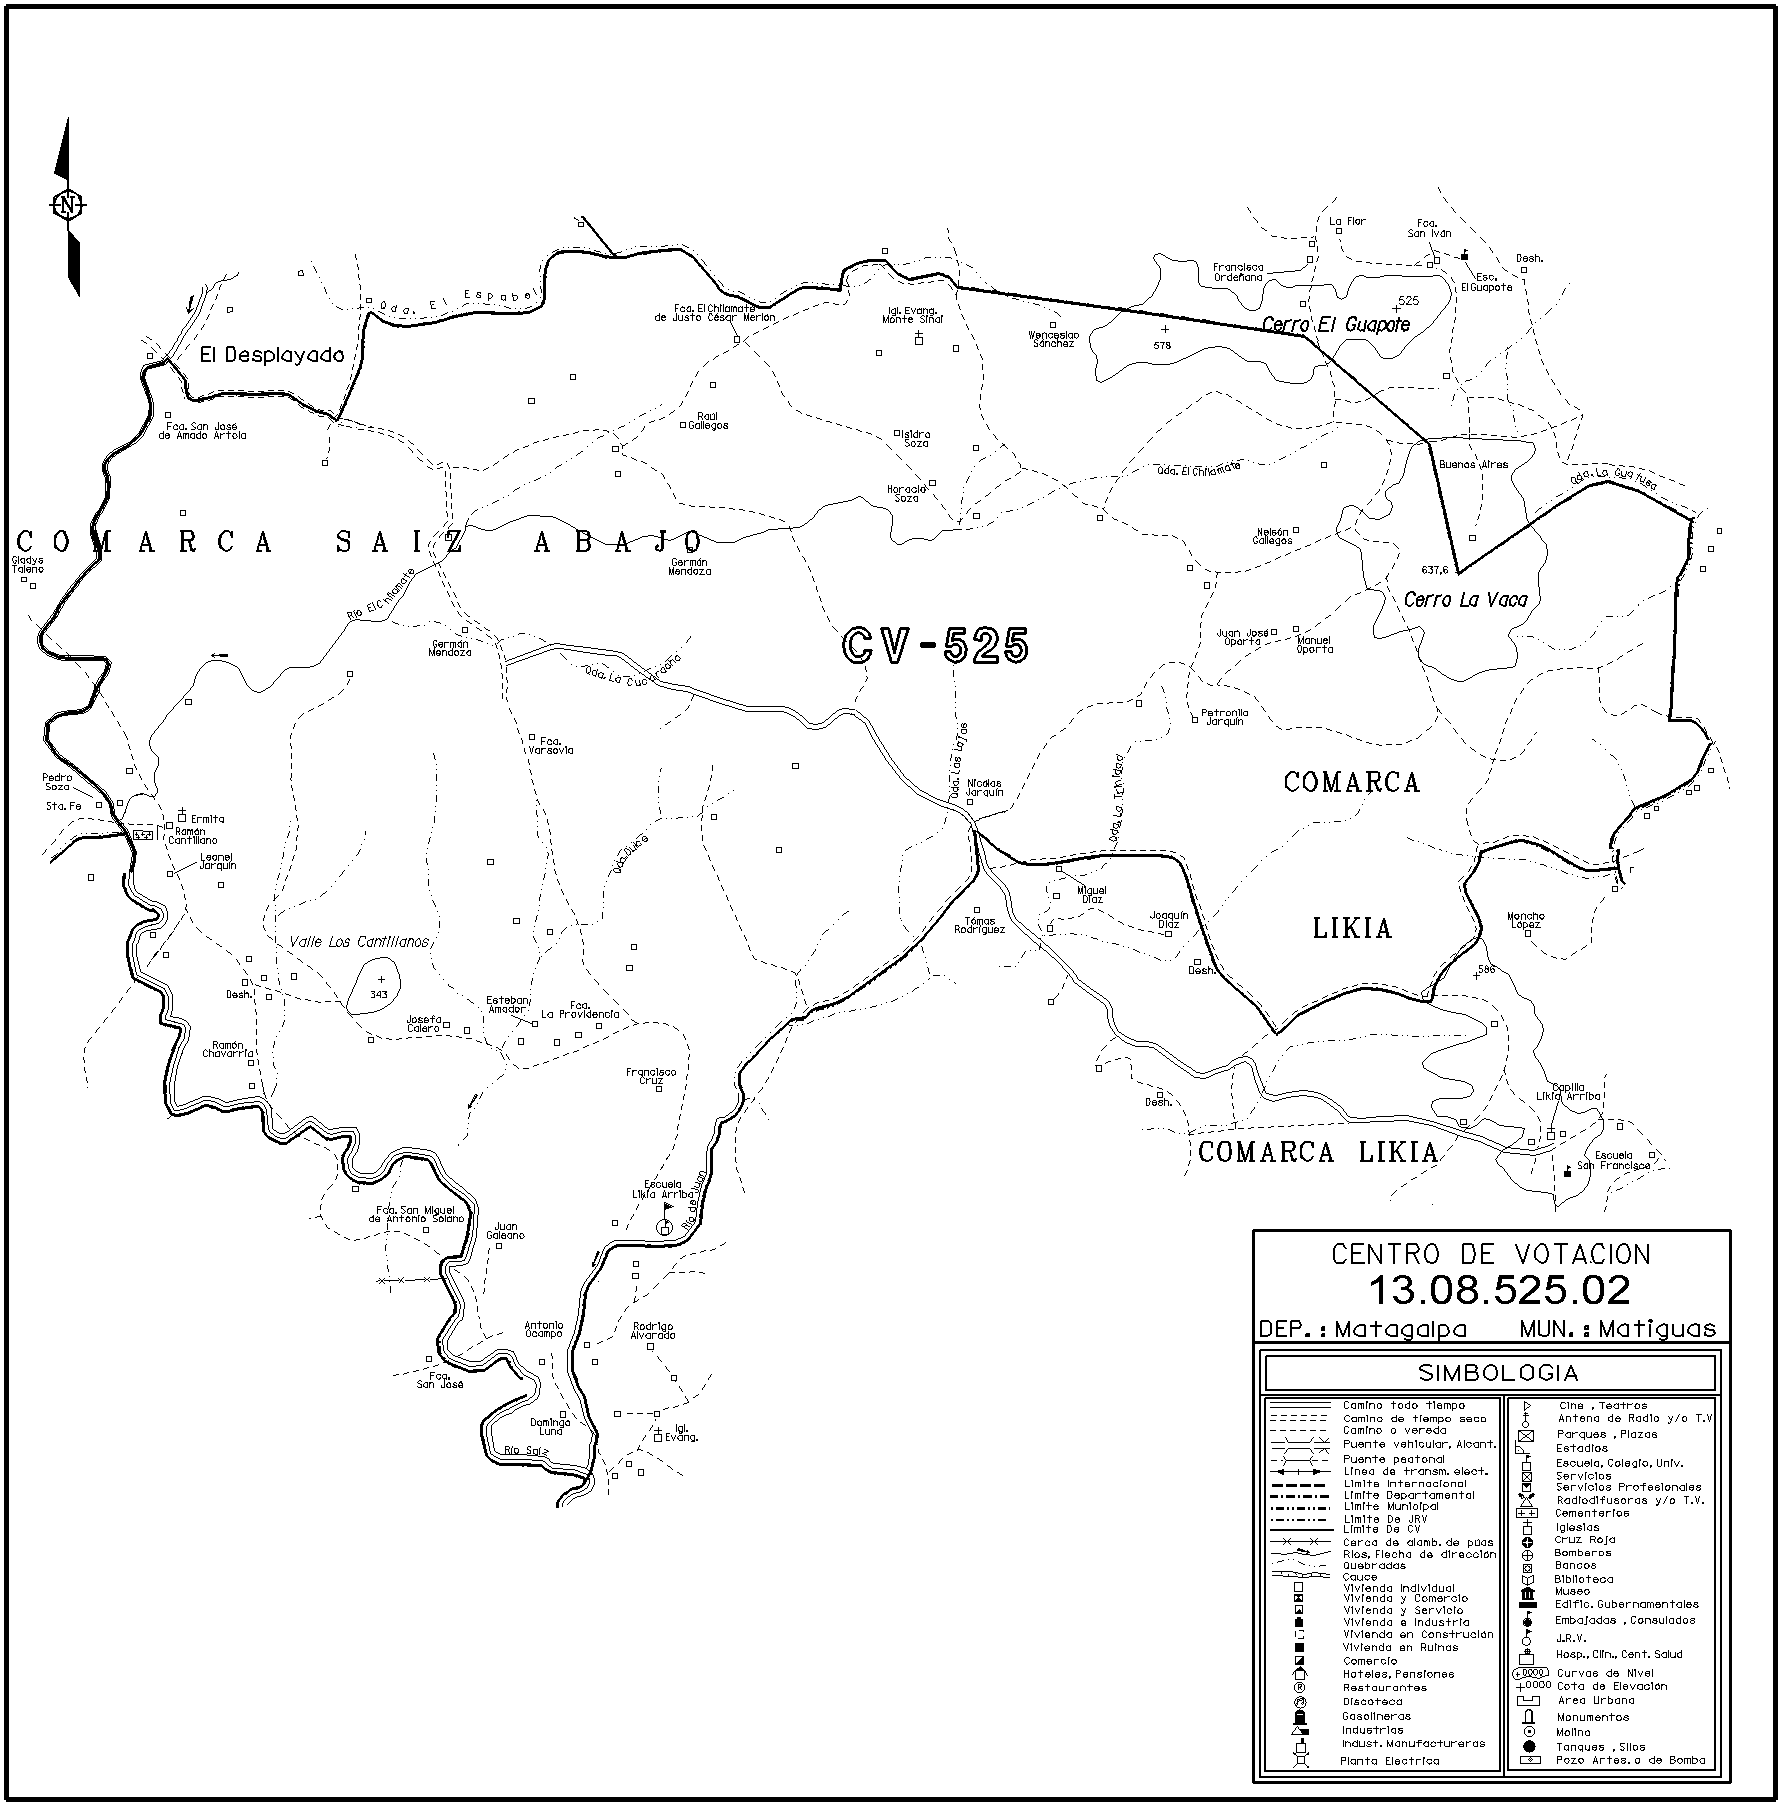 N
La Flor
Fca.
San Iván
Francisca
Ordeñana
Desh.
Esc.
El Guapote
Qda. El Espabel
525
Fca. El Chilamate
de Justo César Merlón
Igl. Evang.
Monte Sinaí
Cerro El Guapote
Wenceslao
Sánchez
578
El Desplayado
Raúl
Gallegos
Fca. San José
de Amado Artola
Isidro
Soza
Qda. El Chilamate
Buenos Aires
Qda. La Guatusa
Horacio
Soza
COMARCA SAIZ ABAJO
Nelsón
Gallegos
Gladys
Taleno
Germán
Mendoza
637,6
Río El Chilamate
Cerro La Vaca
CV-525
Germán
Mendoza
Juan José
Oporta
Manuel
Oporta
Qda. La Cucaracha
Petronila
Jarquín
Fca.
Varsovia
Qda. Las Lajas
Qda. La Trinidad
Pedro
Soza
Nicolas
Jarquín
COMARCA
Sta. Fe
Ermita
Ramón
Cantillano
Qda. Dulce
Leonel
Jarquín
Miguel
Díaz
Tómas
Rodríguez
Joaquín
Díaz
LIKIA
Moncho
López
Valle Los Cantillanos
Desh.
586
Desh.
343
Esteban
Amador
Fca.
La Providencia
Josefa
Calero
Ramón
Chavarría
Francisco
Cruz
Desh.
Capilla
Likia Arriba
COMARCA LIKIA
Escuela
San Francisco
Escuela
Likia Arriba
Río de Juan
Fca. San Miguel
de Antonio Solano
Juan
Galeano
Antonio
Ocampo
Rodrigo
Alvarado
Fca.
San José
Domingo
Luna
Igl.
Evang.
Río Saiz
CENTRO DE VOTACION
13.08.525.02
DEP.: Matagalpa MUN.: Matiguas
SIMBOLOGIA
Camino todo tiempo
Camino de tiempo seco
Camino o vereda
Puente vehicular, Alcant.
Puente peatonal
Línea de transm. elect.
Límite Internacional
Límite Departamental
Límite Municipal
Límite De JRV
Límite De CV
Cerca de alamb. de púas
Ríos, Flecha de dirección
Quebradas
Cauce
Vivienda Individual
Vivienda y Comercio
Vivienda y Servicio
Vivienda e Industria
Vivienda en Construción
Vivienda en Ruinas
Comercio
Hoteles, Pensiones
Restaurantes
Discoteca
Gasolineras
Industrias
Indust. Manufactureras
Planta Electrica
Cine , Teatros
Antena de Radio y/o T.V
Parques , Plazas
Estadios
Escuela, Colegio, Univ.
Servicios
Servicios Profesionales
Radiodifusoras y/o T.V.
Cementerios
Iglesias
Cruz Roja
Bomberos
Bancos
Biblioteca
Museo
Edific. Gubernamentales
Embajadas , Consulados
J.R.V.
Hosp., Clin., Cent. Salud
Curvas de Nivel
Cota de Elevación
Area Urbana
Monumentos
Molino
Tanques , Silos
Pozo Artes. o de Bomba